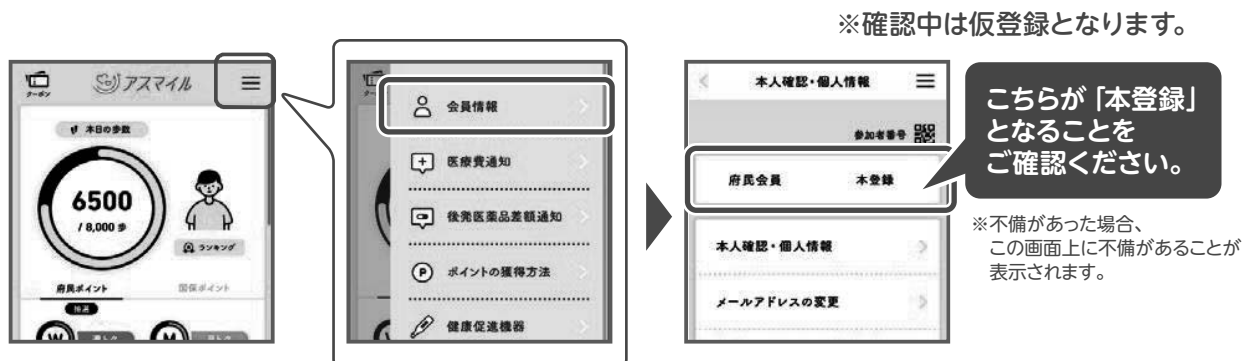 ※確認中は仮登録となります。
クーポン
アスマイル
本日の歩数
6500
/ 8,000 歩
ランキング
府民ポイント
国保ポイント
抽選
W
M
会員情報
医療費通知
後発医薬品差額通知
P
ポイントの獲得方法
健康促進機器
本人確認・個人情報
参加者番号
府民会員 本登録
本人確認・個人情報
メールアドレスの変更
こちらが「本登録」
となることを
ご確認ください。
※不備があった場合、
この画面上に不備があることが
表示されます。